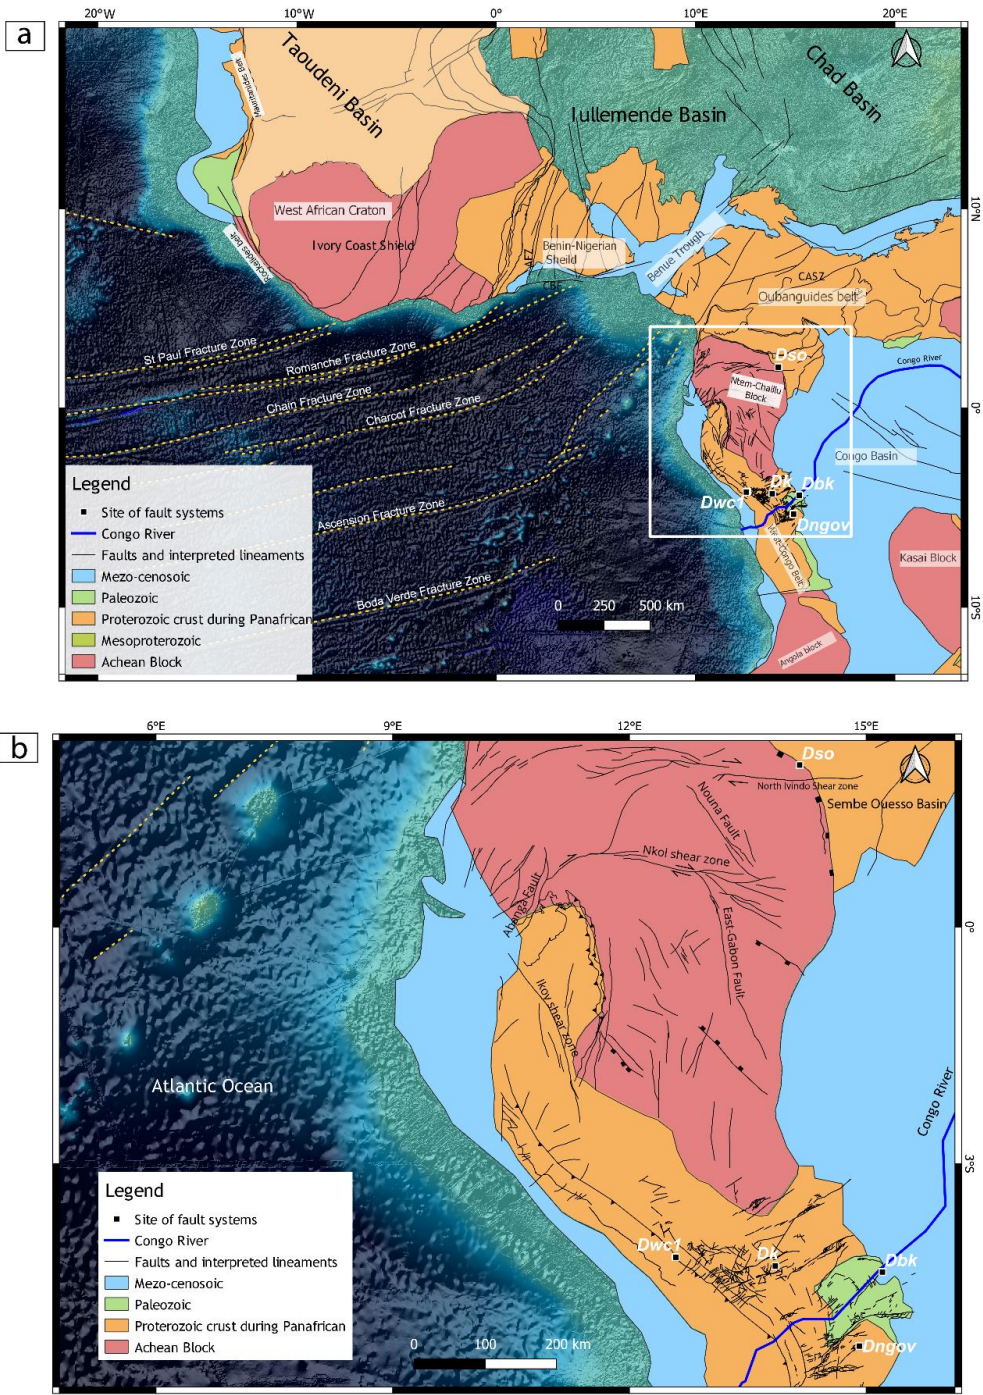 a
20°W 10°W 0° 10°E 20°E
Taoudeni Basin
Chad Basin
Iullemende Basin
Mauritanides Belt
10°N
West African Craton
Ivory Coast Shield
Benin-Nigerian
Sheild
Benue Trough
Rockelides belt
CASZ
Oubanguides belt
St Paul Fracture Zone
Romanche Fracture Zone
Dso
Congo River
Ntem-Chaillu
Block
Chain Fracture Zone
Charcot Fracture Zone
0°
Congo Basin
Legend
Site of fault systems
Congo River
Faults and interpreted lineaments
Mezo-cenosoic
Paleozoic
Proterozoic crust during Panafrican
Mesoproterozoic
Achean Block
Dk
Dbk
Dwc1
Dngov
Ascension Fracture Zone
West-Congo Belt
Kasai Block
Boda Verde Fracture Zone
0 250 500 km
10°S
Angola block
b
6°E 9°E 12°E 15°E
Dso
North Ivindo Shear zone
Sembe Ouesso Basin
Nouna Fault
Nkol shear zone
Abanga Fault
East-Gabon Fault
0°
Ikoy shear zone
Atlantic Ocean
Congo River
3°S
Legend
Site of fault systems
Congo River
Faults and interpreted lineaments
Mezo-cenosoic
Paleozoic
Proterozoic crust during Panafrican
Achean Block
Dwc1
Dk
Dbk
Dngov
0 100 200 km